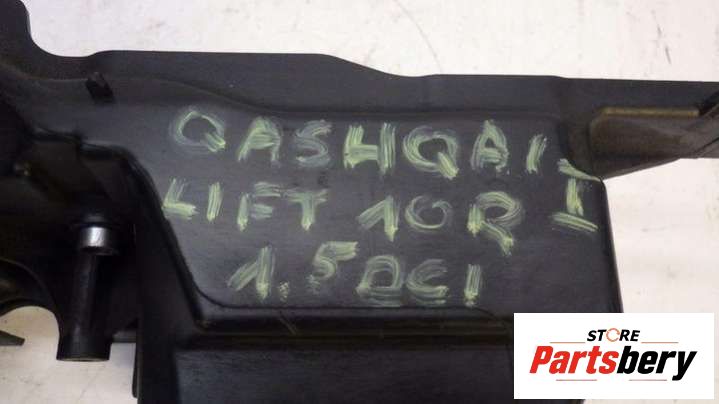 QASHQAI I
LIFT 10R
1.5DCI
STORE
Partsbery